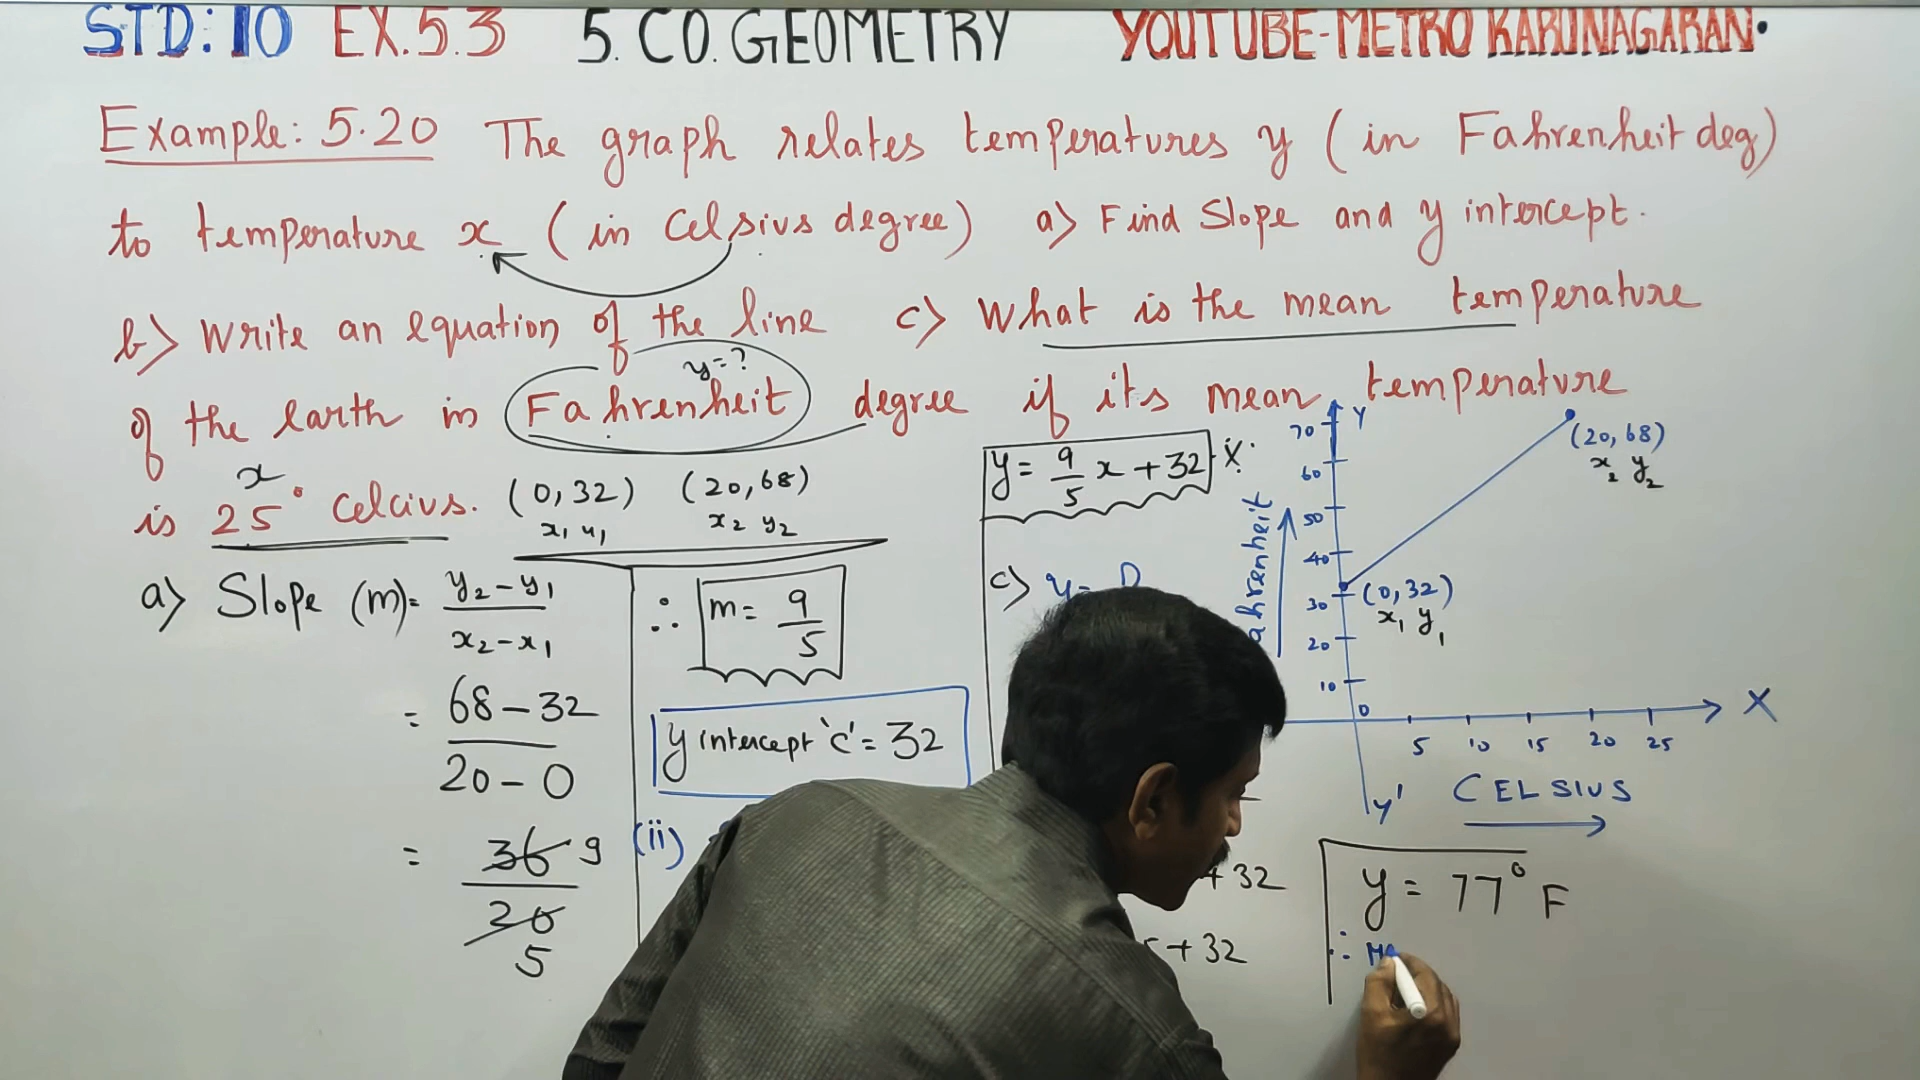 STD: 10 EX.5.3 5. CO. GEOMETRY YOUTUBE-METRO KARUNAGARAN.
Example: 5.20 The graph relates temperatures y (in Fahrenheit deg)
to temperature x (in Celsius degree) a) Find Slope and y intercept.
b) Write an equation of the line c) What is the mean temperature
y = ?
of the earth in Fahrenheit degree if its mean temperature
x
is 25° Celcius. (0,32) (20,68)
x₁ y₁ x₂ y₂
a) Slope (m) = y₂-y₁ / x₂-x₁
= 68-32 / 20-0
= 36 9 / 20 5
∴ m = 9/5
y intercept 'c' = 32
(ii)
y = 9/5 x + 32
c) y =
+ 32
+ 32
Y
70
60
50
40
30
20
10
0
(20,68)
x₂ y₂
(0,32)
x₁ y₁
5 10 15 20 25
X
CELSIUS
Y'
y = 77° F
∴